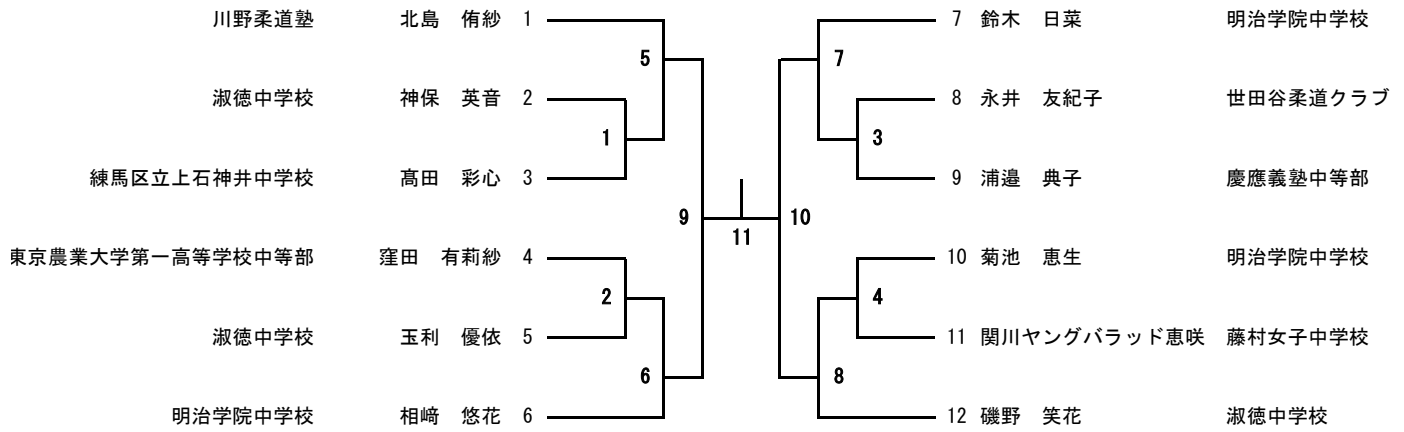 川野柔道塾 北島 侑紗 1
7 鈴木 日菜 明治学院中学校
5
7
淑徳中学校 神保 英音 2
8 永井 友紀子 世田谷柔道クラブ
1
3
練馬区立上石神井中学校 髙田 彩心 3
9 浦邉 典子 慶應義塾中等部
9
10
11
東京農業大学第一高等学校中等部 窪田 有莉紗 4
10 菊池 恵生 明治学院中学校
2
4
淑徳中学校 玉利 優依 5
11 関川ヤングバラッド恵咲 藤村女子中学校
6
8
明治学院中学校 相﨑 悠花 6
12 磯野 笑花 淑徳中学校